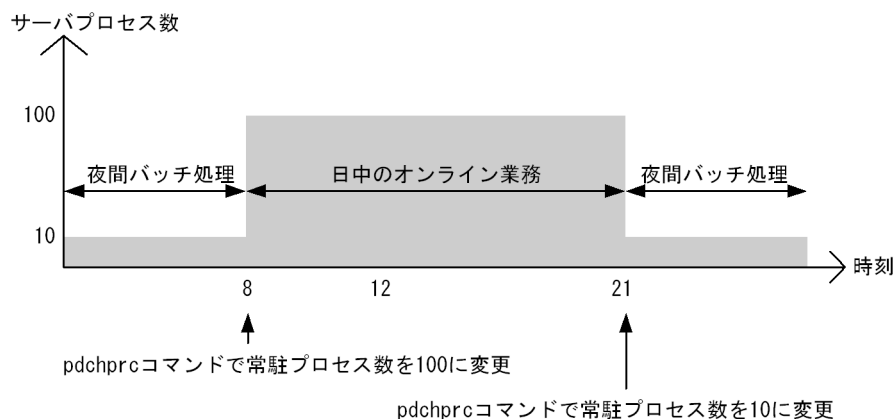 サーバプロセス数
100
夜間バッチ処理
日中のオンライン業務
夜間バッチ処理
10
時刻
8
12
21
pdchprcコマンドで常駐プロセス数を100に変更
pdchprcコマンドで常駐プロセス数を10に変更